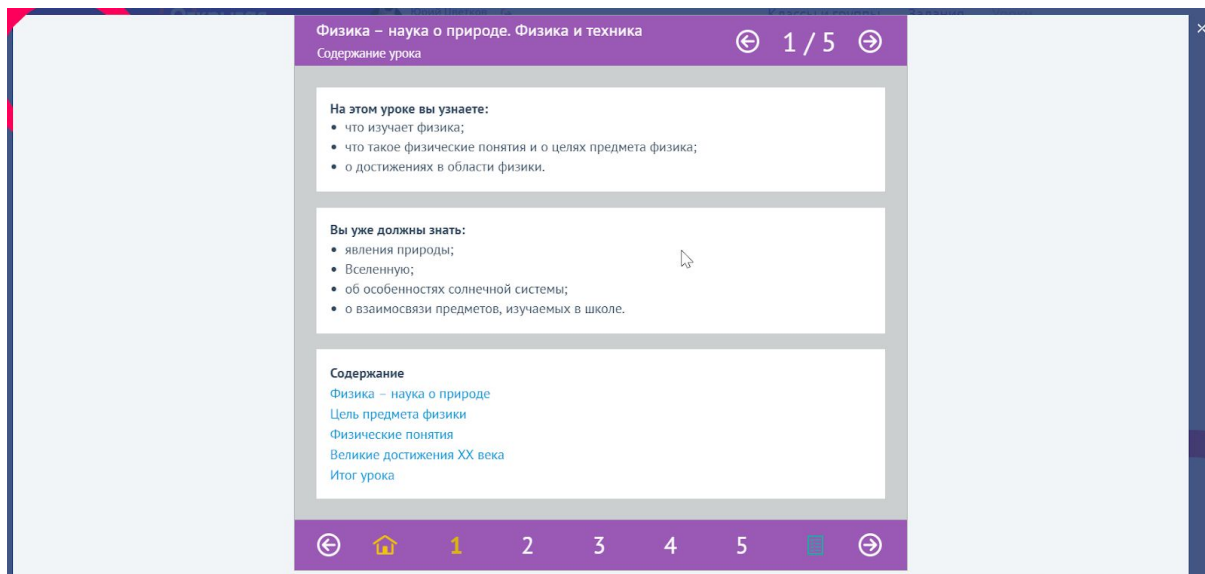 Физика – наука о природе. Физика и техника
Содержание урока
1 / 5
На этом уроке вы узнаете:
• что изучает физика;
• что такое физические понятия и о целях предмета физика;
• о достижениях в области физики.
Вы уже должны знать:
• явления природы;
• Вселенную;
• об особенностях солнечной системы;
• о взаимосвязи предметов, изучаемых в школе.
Содержание
Физика – наука о природе
Цель предмета физики
Физические понятия
Великие достижения XX века
Итог урока
1 2 3 4 5